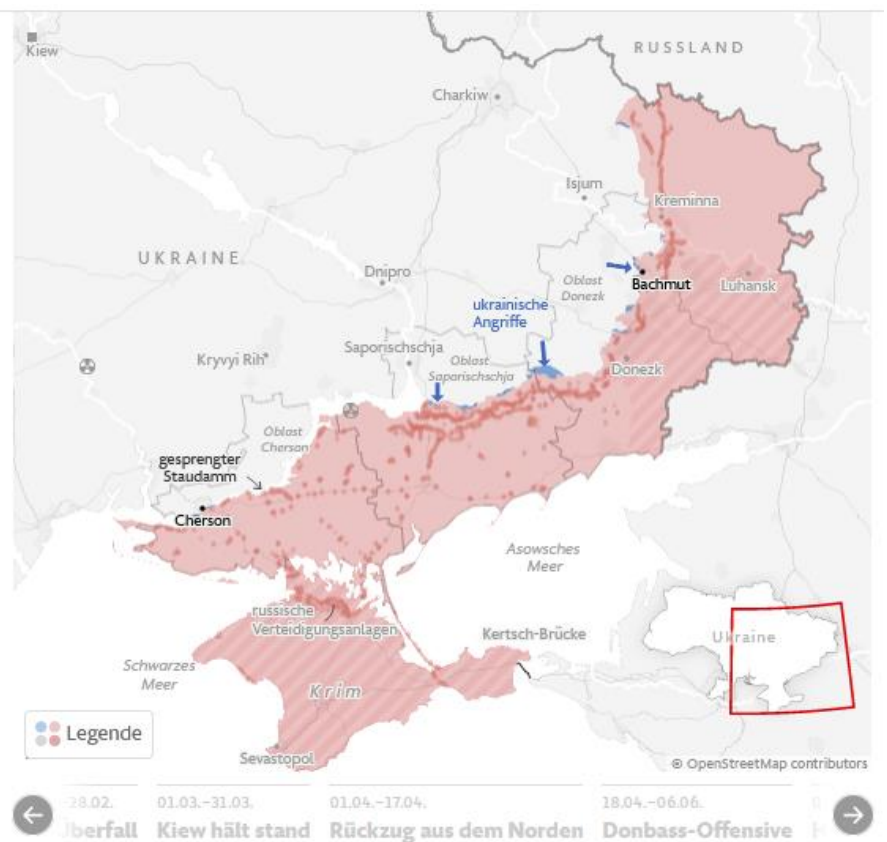 Kiew
RUSSLAND
Charkiw
Isjum
Kreminna
UKRAINE
Dnipro
Oblast
Donezk
Bachmut
Luhansk
ukrainische
Angriffe
Saporischschja
Kryvyi Rih
Oblast
Saporischschja
Donezk
Oblast
Cherson
gesprengter
Staudamm
Cherson
Asowsches
Meer
russische
Verteidigungsanlagen
Kertsch-Brücke
Ukraine
Schwarzes
Meer
Krim
Legende
Sevastopol
© OpenStreetMap contributors
-28.02.
01.03.–31.03.
01.04.–17.04.
18.04.–06.06.
Überfall
Kiew hält stand
Rückzug aus dem Norden
Donbass-Offensive